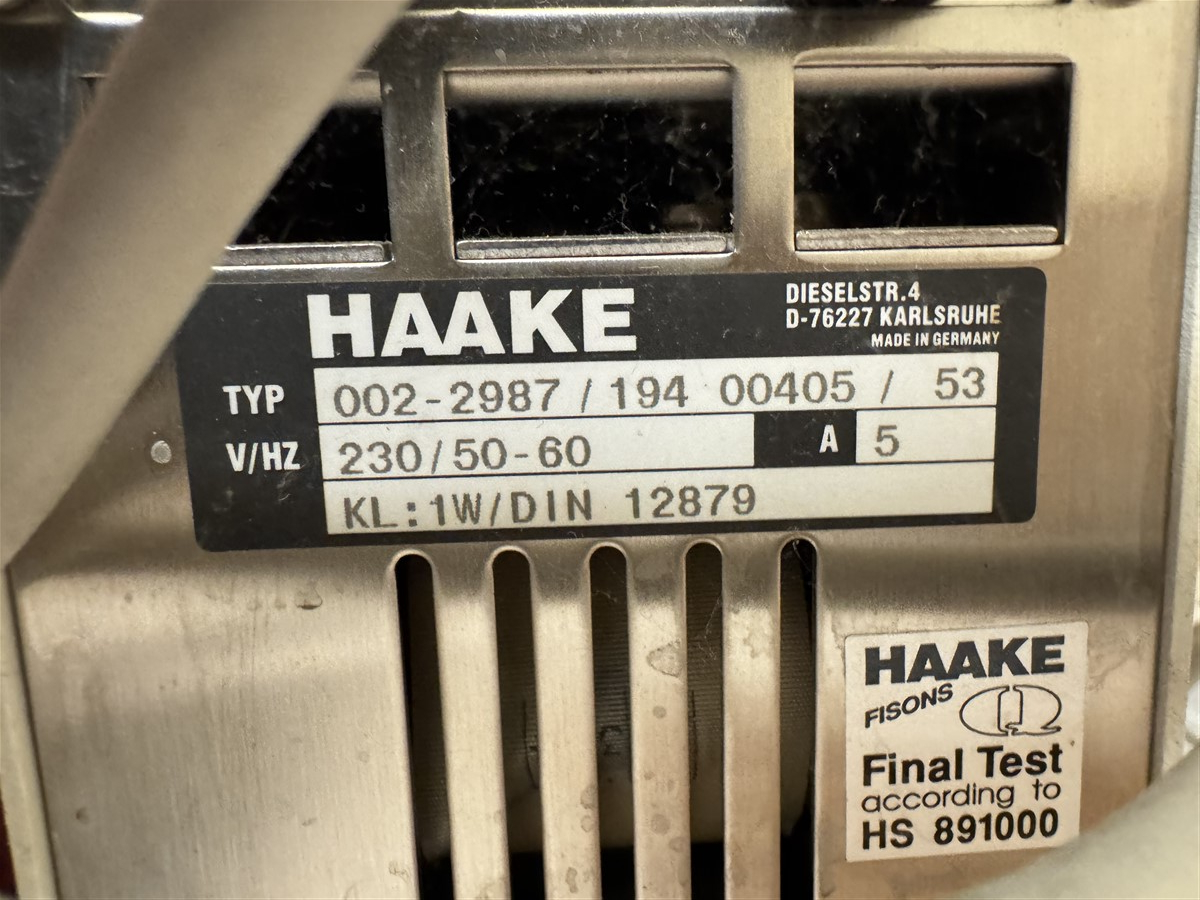 HAAKE
DIESELSTR.4
D-76227 KARLSRUHE
MADE IN GERMANY
TYP 002-2987 / 194 00405 / 53
V/HZ 230/50-60 A 5
KL:1W/DIN 12879
HAAKE
FISONS
Final Test
according to
HS 891000